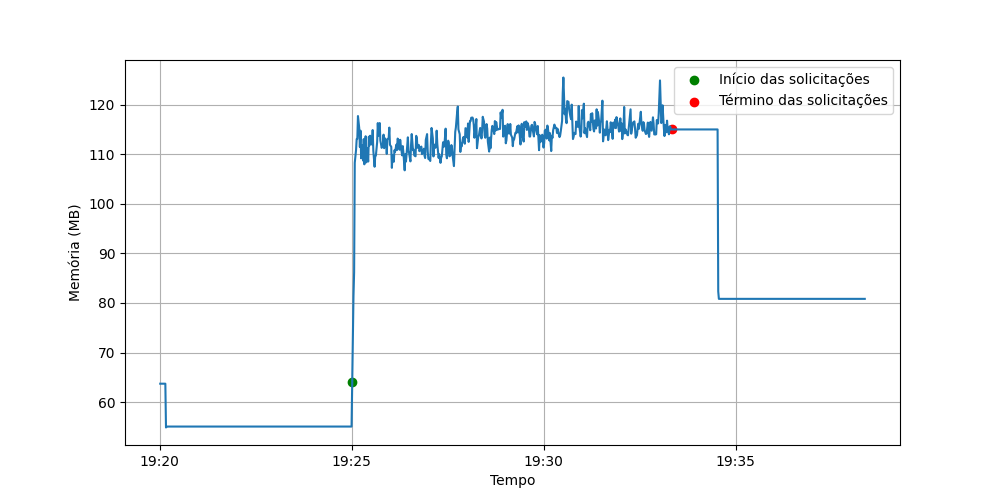 Início das solicitações
Término das solicitações
Memória (MB)
120
110
100
90
80
70
60
19:20
19:25
19:30
19:35
Tempo